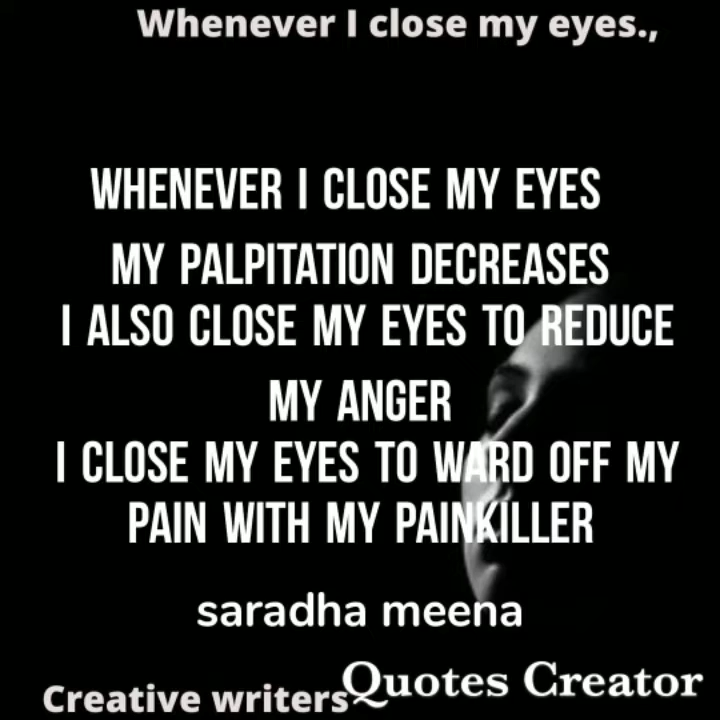 Whenever I close my eyes.,
WHENEVER I CLOSE MY EYES
MY PALPITATION DECREASES
I ALSO CLOSE MY EYES TO REDUCE
MY ANGER
I CLOSE MY EYES TO WARD OFF MY
PAIN WITH MY PAINKILLER
saradha meena
Creative writers Quotes Creator